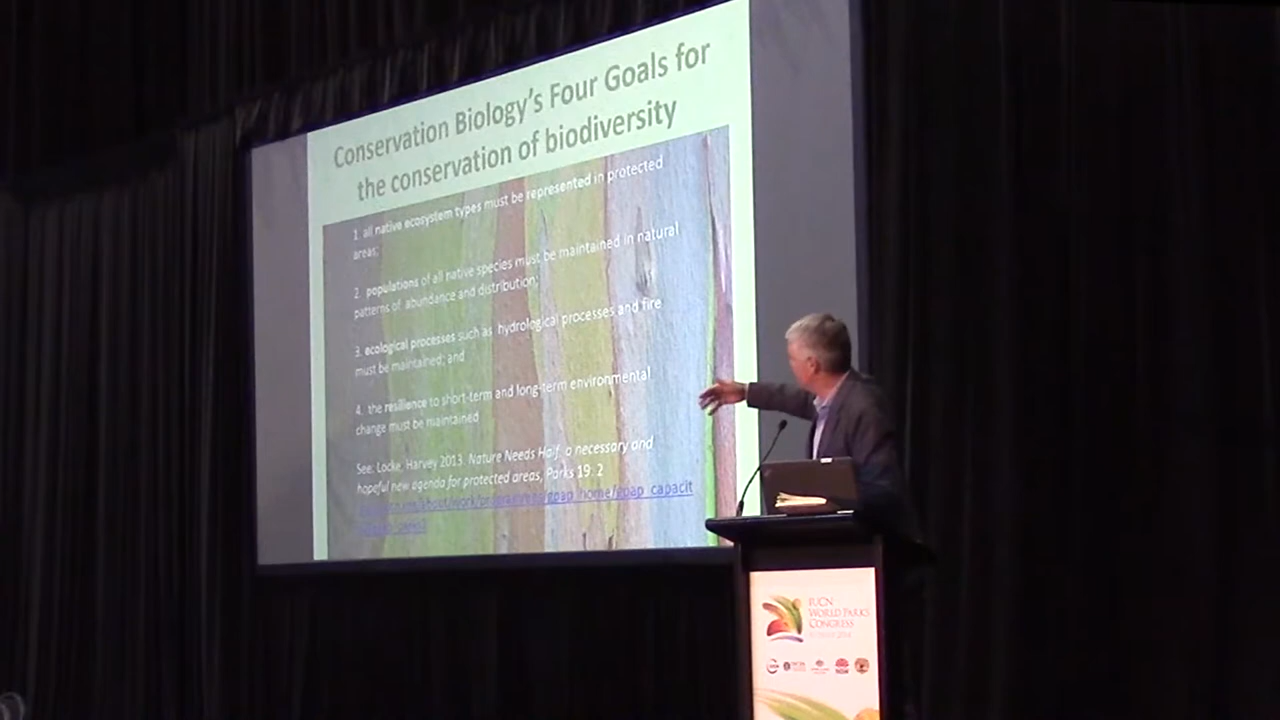 Conservation Biology's Four Goals for
the conservation of biodiversity
1. all native ecosystem types must be represented in protected
areas;
2. populations of all native species must be maintained in natural
patterns of abundance and distribution;
3. ecological processes such as hydrological processes and fire
must be maintained; and
4. the resilience to short-term and long-term environmental
change must be maintained
See: Locke, Harvey 2013. Nature Needs Half: a necessary and
hopeful new agenda for protected areas, Parks 19: 2
gpap_home/gpap_capacit
IUCN
WORLD PARKS
CONGRESS